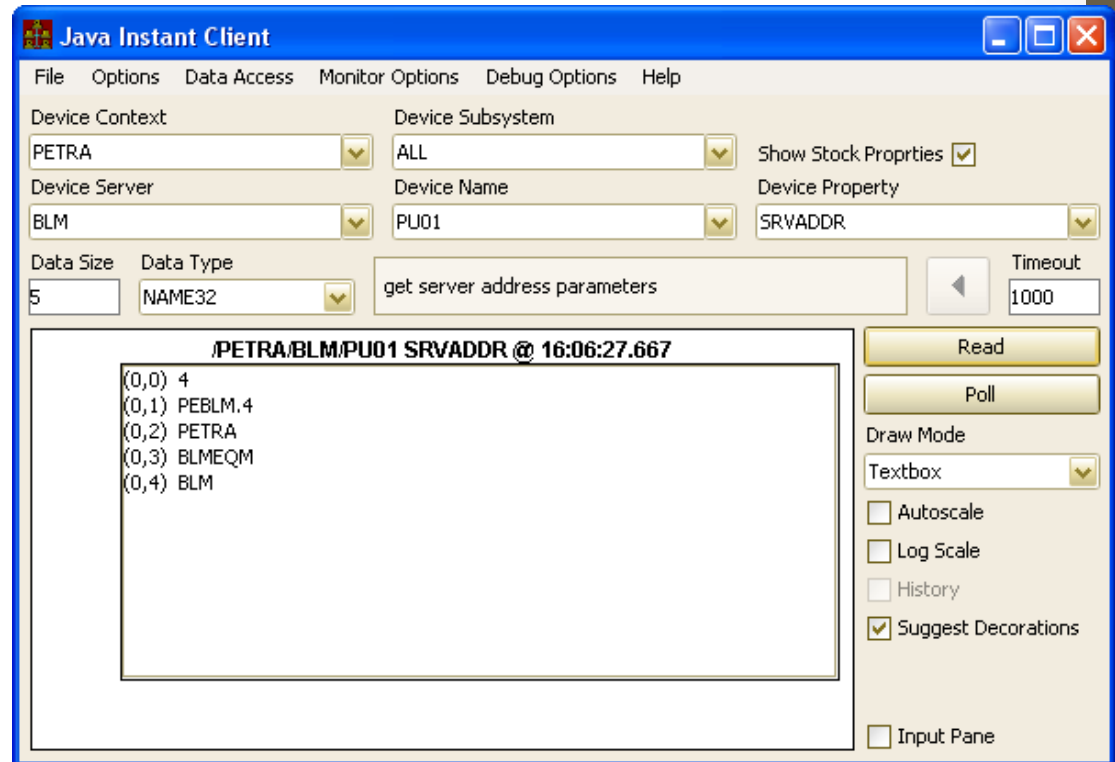 Java Instant Client
File Options Data Access Monitor Options Debug Options Help
Device Context Device Subsystem
PETRA ALL Show Stock Proprties
Device Server Device Name Device Property
BLM PU01 SRVADDR
Data Size Data Type Timeout
5 NAME32 get server address parameters 1000
/PETRA/BLM/PU01 SRVADDR @ 16:06:27.667 Read
(0,0) 4
(0,1) PEBLM.4 Poll
(0,2) PETRA Draw Mode
(0,3) BLMEQM
(0,4) BLM Textbox
Autoscale
Log Scale
History
Suggest Decorations
Input Pane